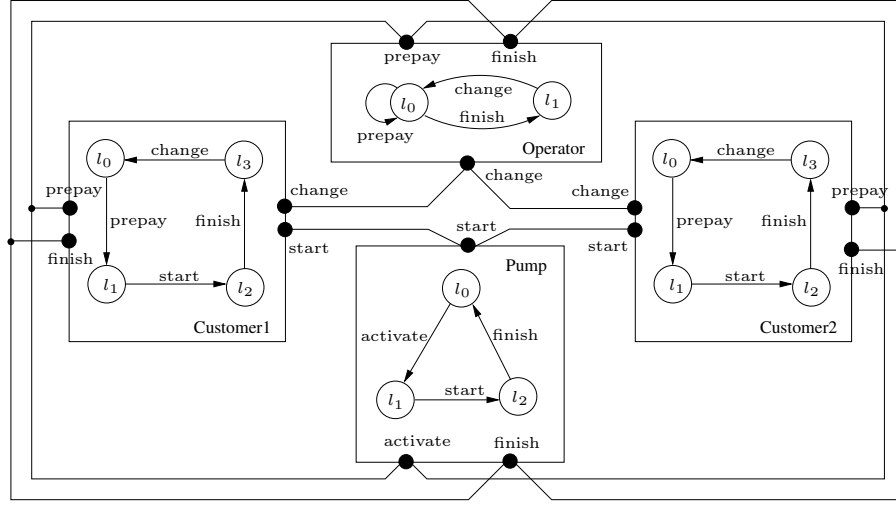 prepay
finish
change
l1
l0
finish
prepay
Operator
change
l0
change
l3
prepay
prepay
finish
finish
l1
start
l2
Customer1
change
start
l0
change
l3
change
prepay
prepay
finish
start
finish
l1
start
l2
Customer2
start
Pump
l0
activate
finish
start
l1
l2
activate
finish